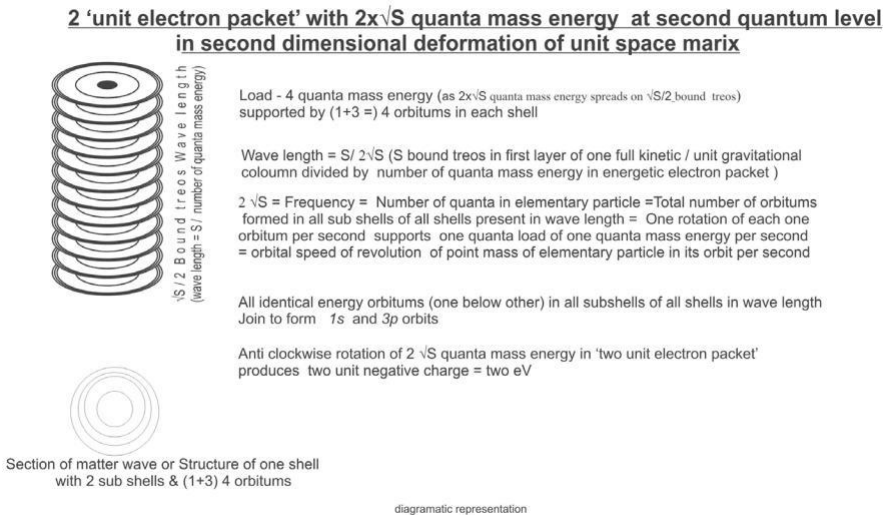 2 ‘unit electron packet’ with 2x√S quanta mass energy at second quantum level
in second dimensional deformation of unit space marix
√S / 2 Bound treos Wave length
(wave length = S / number of quanta mass energy)
Load - 4 quanta mass energy (as 2x√S quanta mass energy spreads on √S/2 bound treos)
supported by (1+3 =) 4 orbitums in each shell
Wave length = S/ 2√S (S bound treos in first layer of one full kinetic / unit gravitational
coloumn divided by number of quanta mass energy in energetic electron packet )
2 √S = Frequency = Number of quanta in elementary particle =Total number of orbitums
formed in all sub shells of all shells present in wave length = One rotation of each one
orbitum per second supports one quanta load of one quanta mass energy per second
= orbital speed of revolution of point mass of elementary particle in its orbit per second
All identical energy orbitums (one below other) in all subshells of all shells in wave length
Join to form 1s and 3p orbits
Anti clockwise rotation of 2 √S quanta mass energy in ‘two unit electron packet’
produces two unit negative charge = two eV
Section of matter wave or Structure of one shell
with 2 sub shells & (1+3) 4 orbitums
diagramatic representation